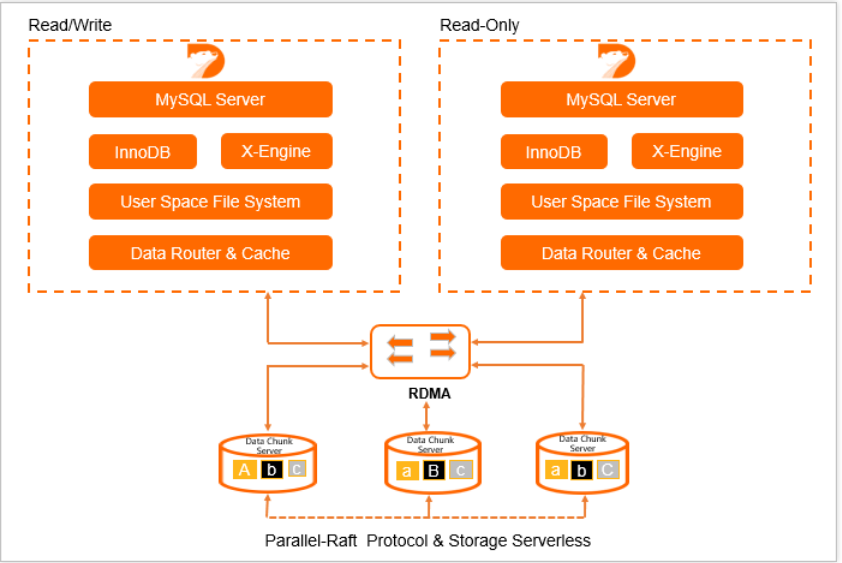 Read/Write
Read-Only
MySQL Server
InnoDB
X-Engine
User Space File System
Data Router & Cache
MySQL Server
InnoDB
X-Engine
User Space File System
Data Router & Cache
RDMA
Data Chunk
Server
A b c
Data Chunk
Server
a B c
Data Chunk
Server
a b C
Parallel-Raft Protocol & Storage Serverless